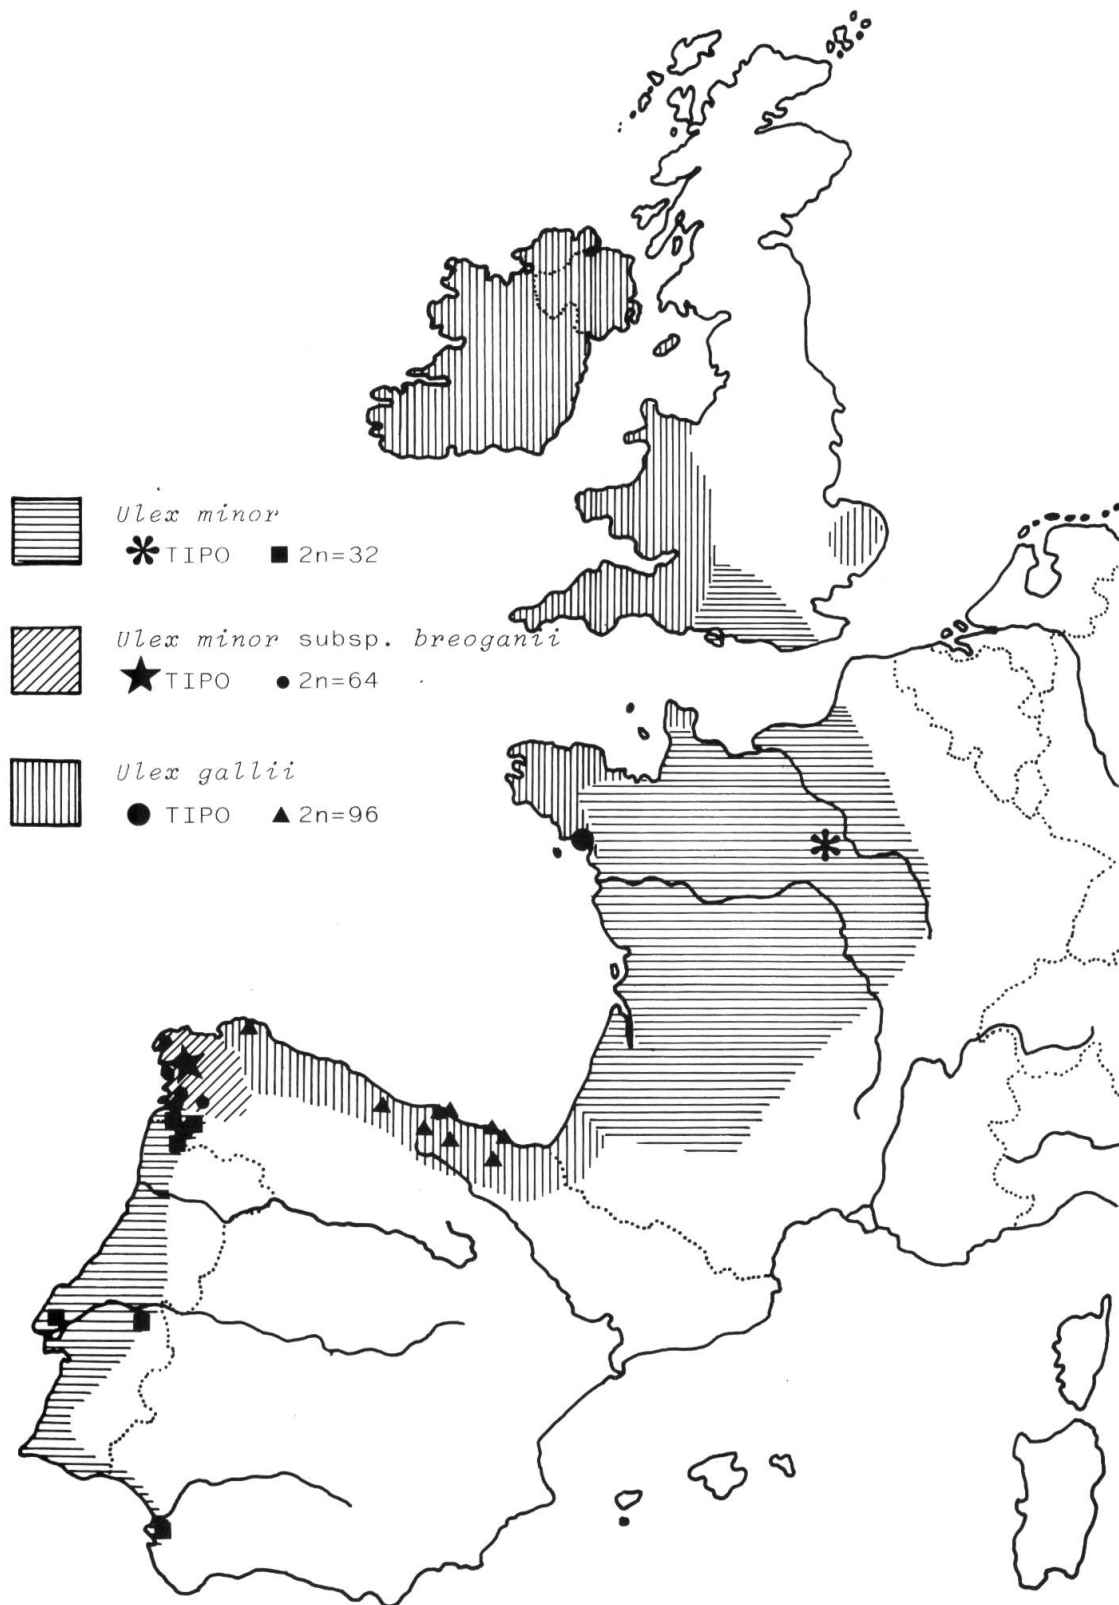 Ulex minor
TIPO 2n=32
Ulex minor subsp. breoganii
TIPO 2n=64
Ulex gallii
TIPO 2n=96